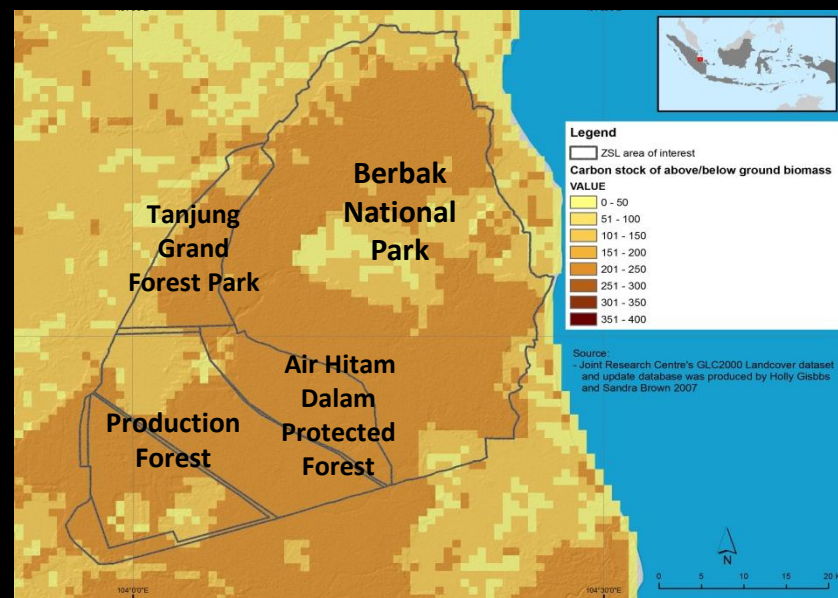 Berbak
National
Park
Tanjung
Grand
Forest Park
Air Hitam
Dalam
Protected
Forest
Production
Forest
Legend
ZSL area of interest
Carbon stock of above/below ground biomass
VALUE
0 - 50
51 - 100
101 - 150
151 - 200
201 - 250
251 - 300
301 - 350
351 - 400
Source:
- Joint Research Centre's GLC2000 Landcover dataset
and update database was produced by Holly Gisbbs
and Sandra Brown 2007
N
0 5 10 15 20
104°0'0"E
104°30'0"E